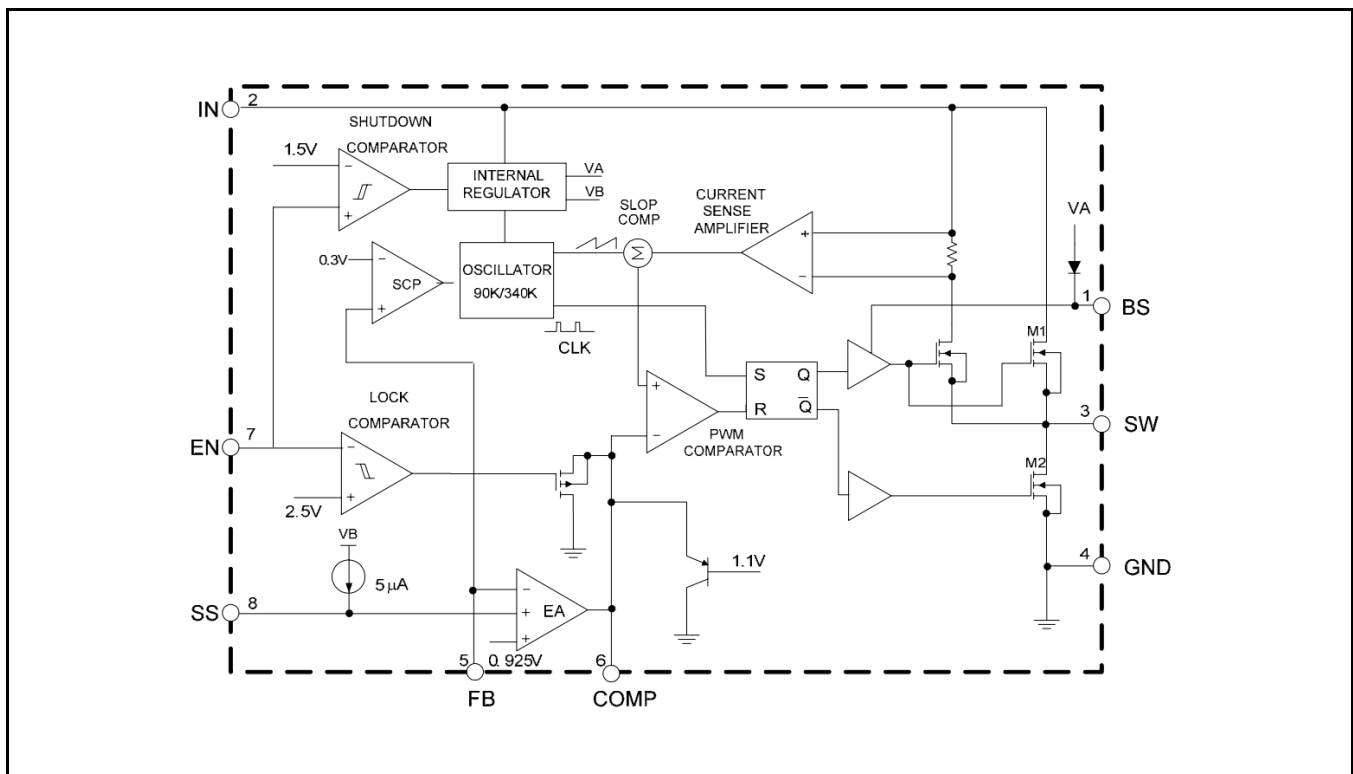 IN
2
SHUTDOWN
COMPARATOR
1.5V
−
+
INTERNAL
REGULATOR
VA
VB
SLOP
COMP
CURRENT
SENSE
AMPLIFIER
+
−
VA
0.3V
−
SCP
+
OSCILLATOR
90K/340K
Σ
CLK
1
BS
M1
S Q
R Q̅
+
−
PWM
COMPARATOR
LOCK
COMPARATOR
EN
7
−
+
2.5V
3
SW
M2
VB
5μA
1.1V
4
GND
SS
8
−
+
+
EA
0.925V
5
FB
6
COMP